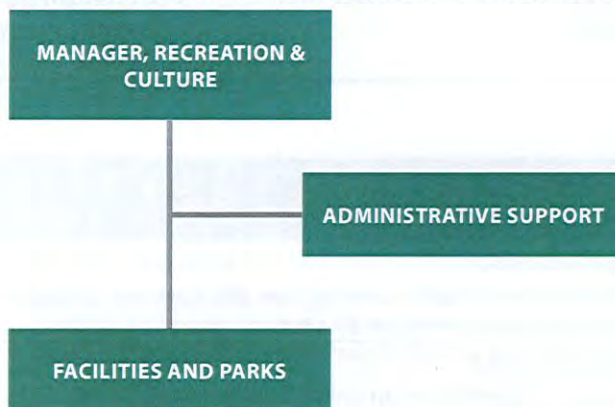 MANAGER, RECREATION &
CULTURE
ADMINISTRATIVE SUPPORT
FACILITIES AND PARKS